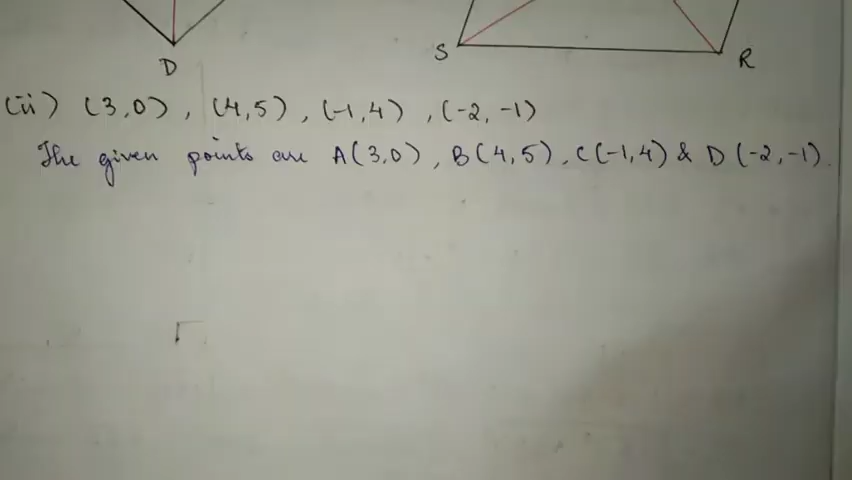 D
S
R
(ii) (3,0), (4,5), (-1,4), (-2,-1)
The given points are A(3,0), B(4,5), C(-1,4) & D(-2,-1).